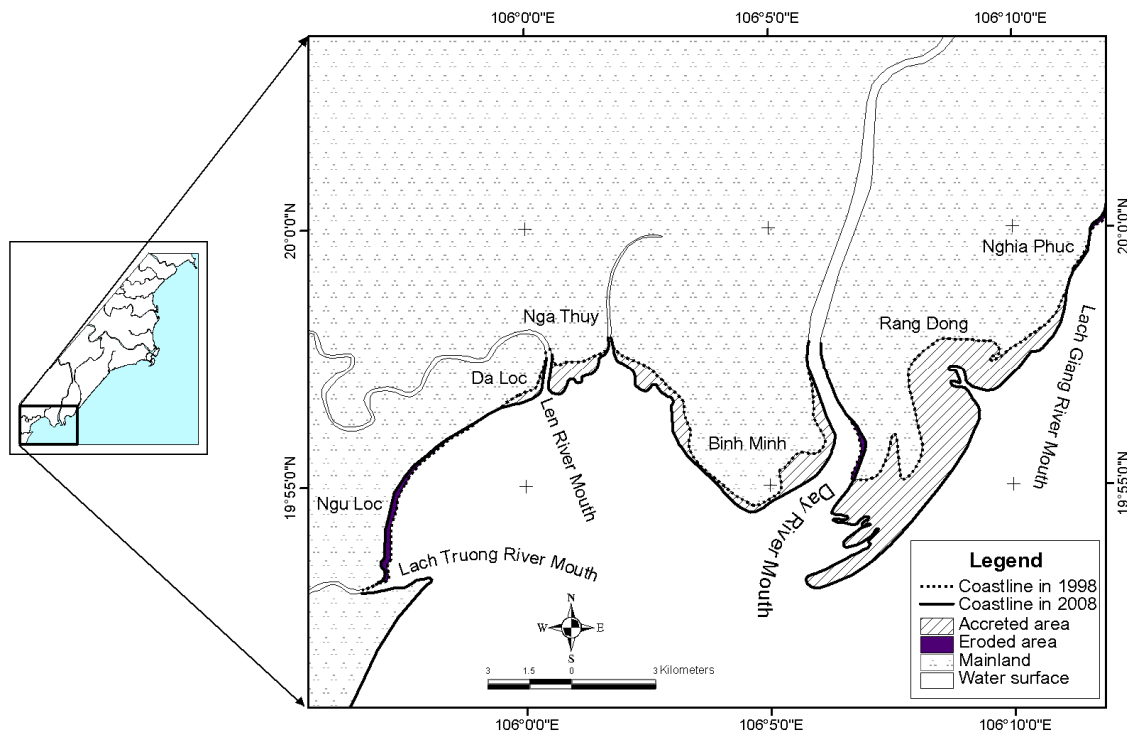 106°0'0"E
106°5'0"E
106°10'0"E
20°0'0"N
20°0'0"N
Nghia Phuc
Nga Thuy
Rang Dong
Da Loc
Lach Giang River Mouth
Len River Mouth
Binh Minh
19°55'0"N
19°55'0"N
Ngu Loc
Day River Mouth
Lach Truong River Mouth
Legend
Coastline in 1998
Coastline in 2008
Accreted area
Eroded area
Mainland
Water surface
N
W
E
S
3 1.5 0 3 Kilometers
106°0'0"E
106°5'0"E
106°10'0"E